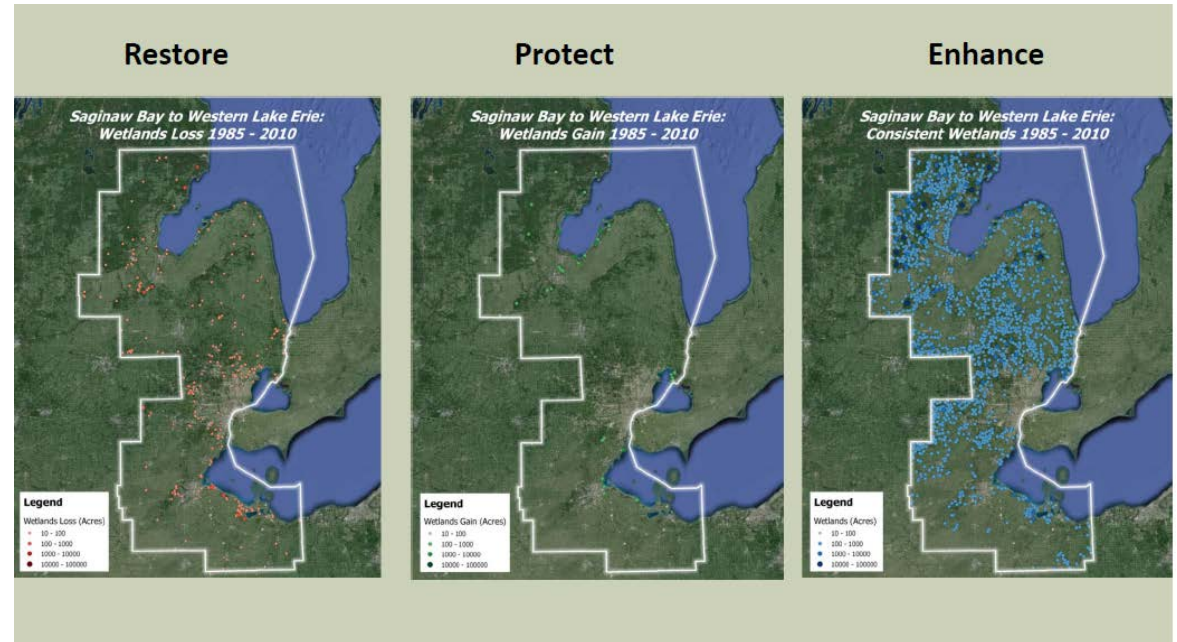 Restore
Protect
Enhance
Saginaw Bay to Western Lake Erie:
Wetlands Loss 1985 - 2010
Legend
Wetlands Loss (Acres)
10 - 100
100 - 1000
1000 - 10000
10000 - 100000
Saginaw Bay to Western Lake Erie:
Wetlands Gain 1985 - 2010
Legend
Wetlands Gain (Acres)
10 - 100
100 - 1000
1000 - 10000
10000 - 100000
Saginaw Bay to Western Lake Erie:
Consistent Wetlands 1985 - 2010
Legend
Wetlands (Acres)
10 - 100
100 - 1000
1000 - 10000
10000 - 100000